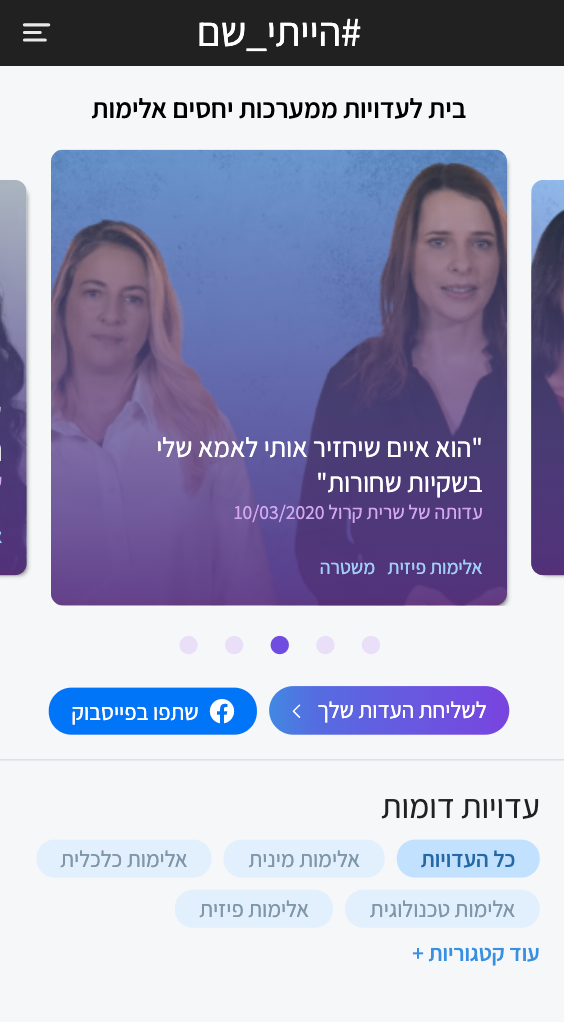 #הייתי_שם
בית לעדויות ממערכות יחסים אלימות
"הוא איים שיחזיר אותי לאמא שלי
בשקיות שחורות"
עדותה של שרית קרול 10/03/2020
אלימות פיזית משטרה
לשליחת העדות שלך
שתפו בפייסבוק
עדויות דומות
כל העדויות אלימות מינית אלימות כלכלית
אלימות טכנולוגית אלימות פיזית
עוד קטגוריות +